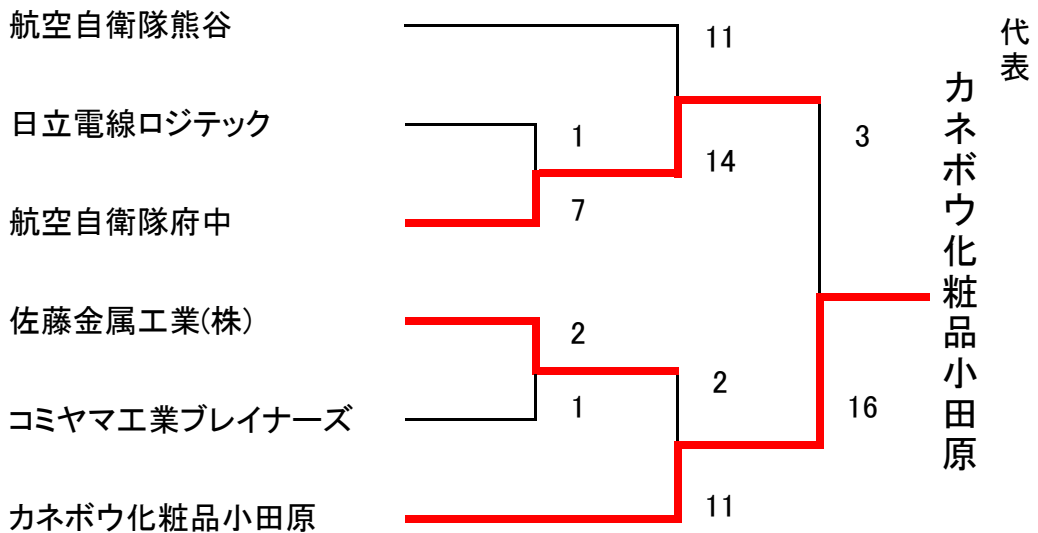 航空自衛隊熊谷
11
日立電線ロジテック
1
14
航空自衛隊府中
7
3
佐藤金属工業(株)
2
2
コミヤマ工業ブレイナーズ
1
16
カネボウ化粧品小田原
11
代表
カネボウ化粧品小田原